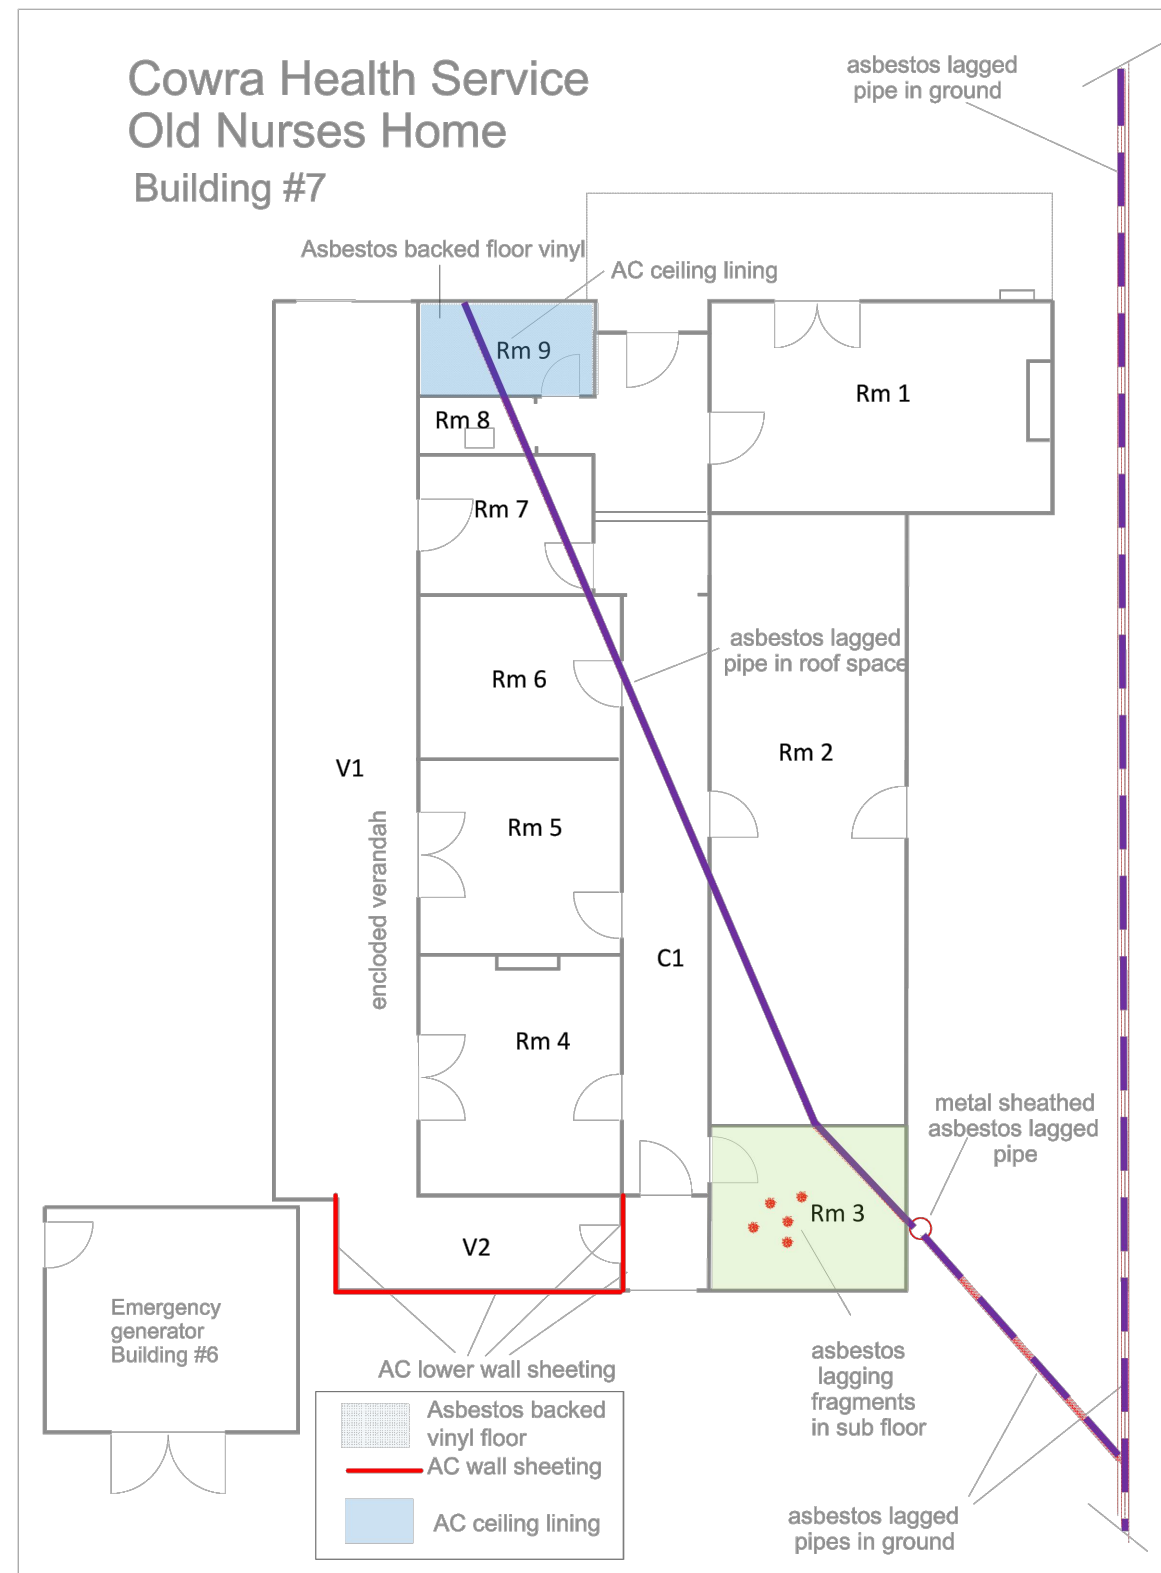 Cowra Health Service
Old Nurses Home
Building #7
asbestos lagged
pipe in ground
Asbestos backed floor vinyl
AC ceiling lining
Rm 9
Rm 1
Rm 8
Rm 7
asbestos lagged
pipe in roof space
Rm 6
Rm 2
V1
Rm 5
encloded verandah
C1
Rm 4
metal sheathed
asbestos lagged
pipe
Rm 3
V2
Emergency
generator
Building #6
AC lower wall sheeting
asbestos
lagging
fragments
in sub floor
Asbestos backed
vinyl floor
AC wall sheeting
AC ceiling lining
asbestos lagged
pipes in ground